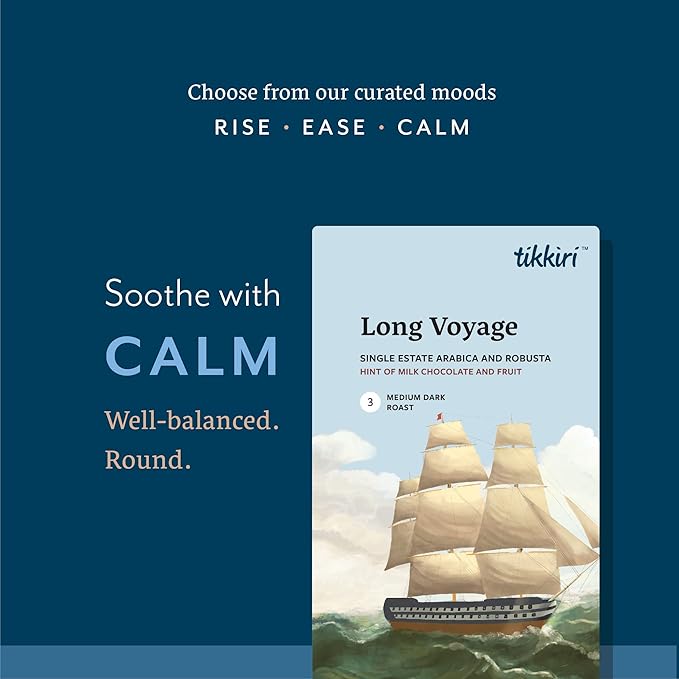 Choose from our curated moods
RISE • EASE • CALM
Soothe with
CALM
Well-balanced.
Round.
tikkiri™
Long Voyage
SINGLE ESTATE ARABICA AND ROBUSTA
HINT OF MILK CHOCOLATE AND FRUIT
3
MEDIUM DARK
ROAST